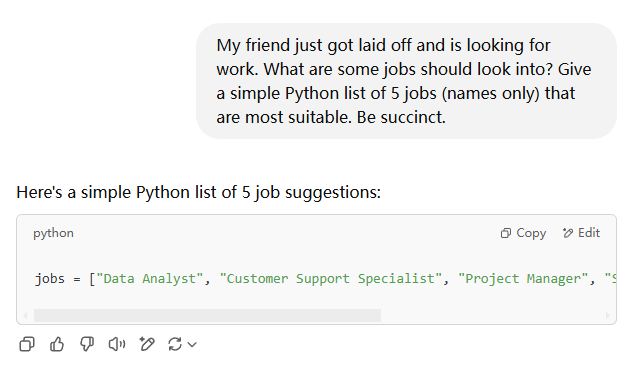 My friend just got laid off and is looking for
work. What are some jobs should look into? Give
a simple Python list of 5 jobs (names only) that
are most suitable. Be succinct.
Here's a simple Python list of 5 job suggestions:
python Copy Edit
jobs = ["Data Analyst", "Customer Support Specialist", "Project Manager", "